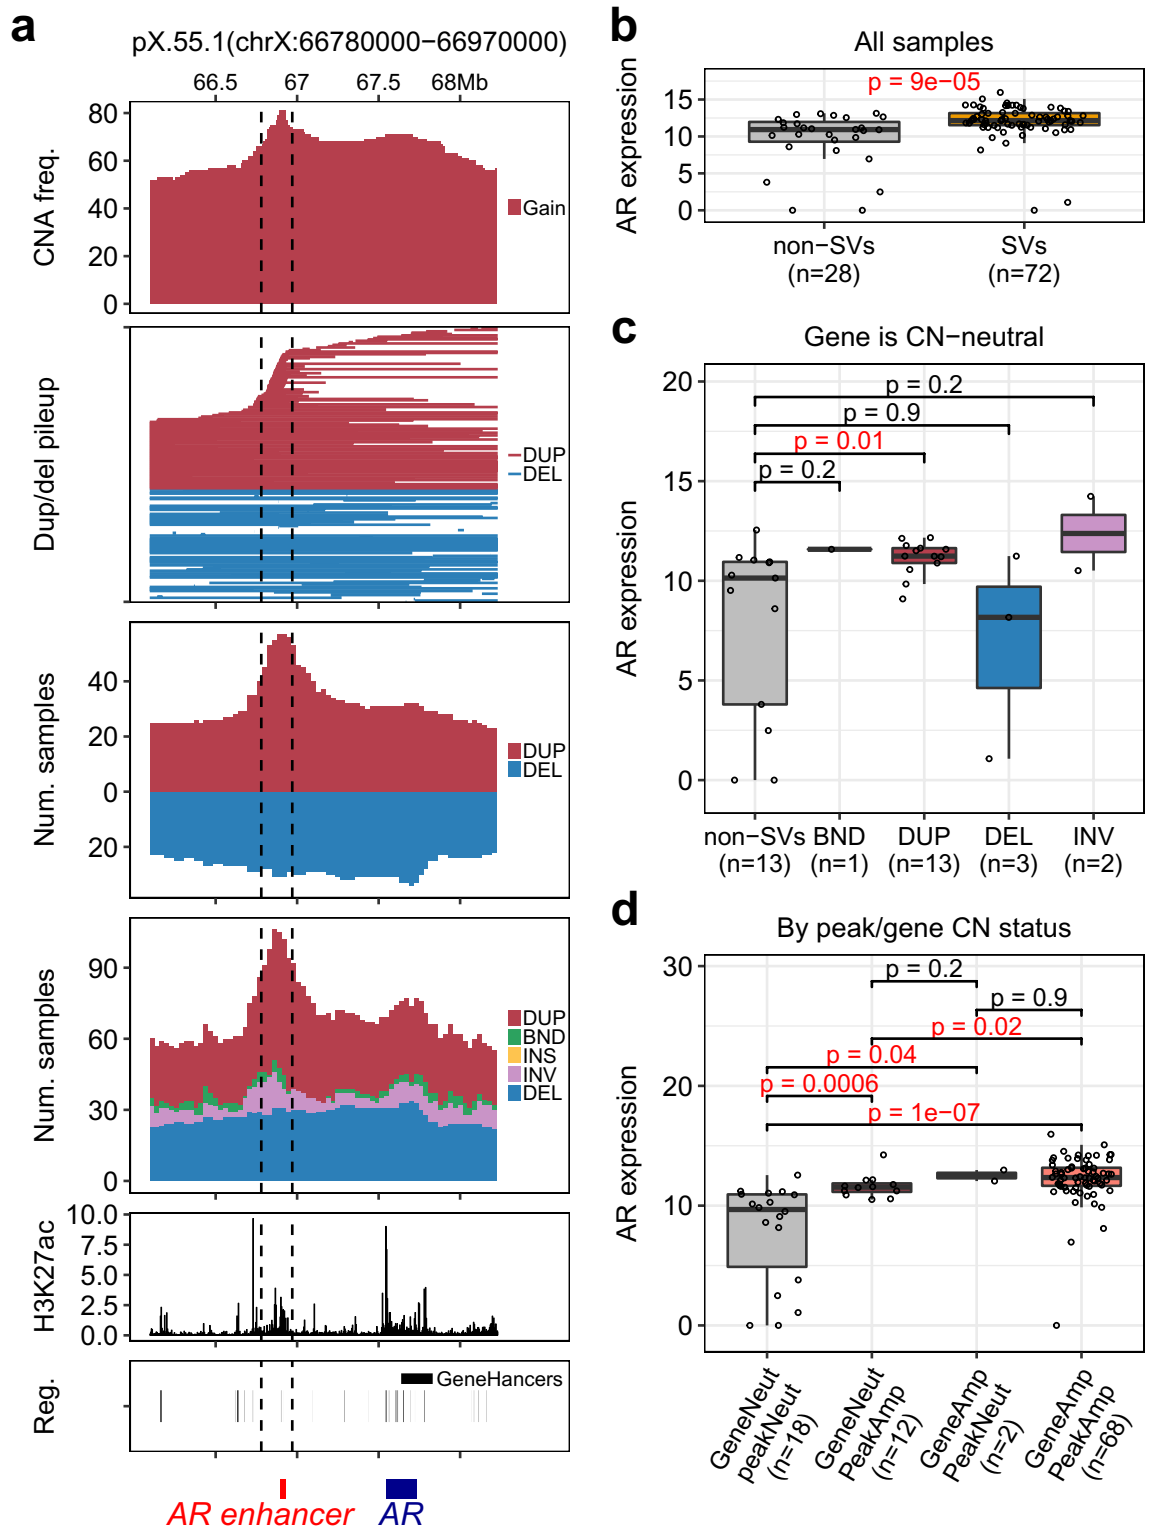 a
pX.55.1(chrX:66780000−66970000)
66.5 67 67.5 68Mb
CNA freq.
80
60
40
20
0
Gain
Dup/del pileup
DUP
DEL
Num. samples
40
20
0
20
DUP
DEL
Num. samples
90
60
30
0
DUP
BND
INS
INV
DEL
H3K27ac
10.0
7.5
5.0
2.5
0.0
Reg.
GeneHancers
AR enhancer AR
b
All samples
AR expression
15
10
5
0
p = 9e−05
non−SVs
(n=28)
SVs
(n=72)
c
Gene is CN−neutral
AR expression
20
15
10
5
0
p = 0.2
p = 0.9
p = 0.01
p = 0.2
non−SVs
(n=13)
BND
(n=1)
DUP
(n=13)
DEL
(n=3)
INV
(n=2)
d
By peak/gene CN status
AR expression
30
20
10
0
p = 0.2
p = 0.9
p = 0.02
p = 0.04
p = 0.0006
p = 1e−07
GeneNeut
peakNeut
(n=18)
GeneNeut
PeakAmp
(n=12)
GeneAmp
PeakNeut
(n=2)
GeneAmp
PeakAmp
(n=68)